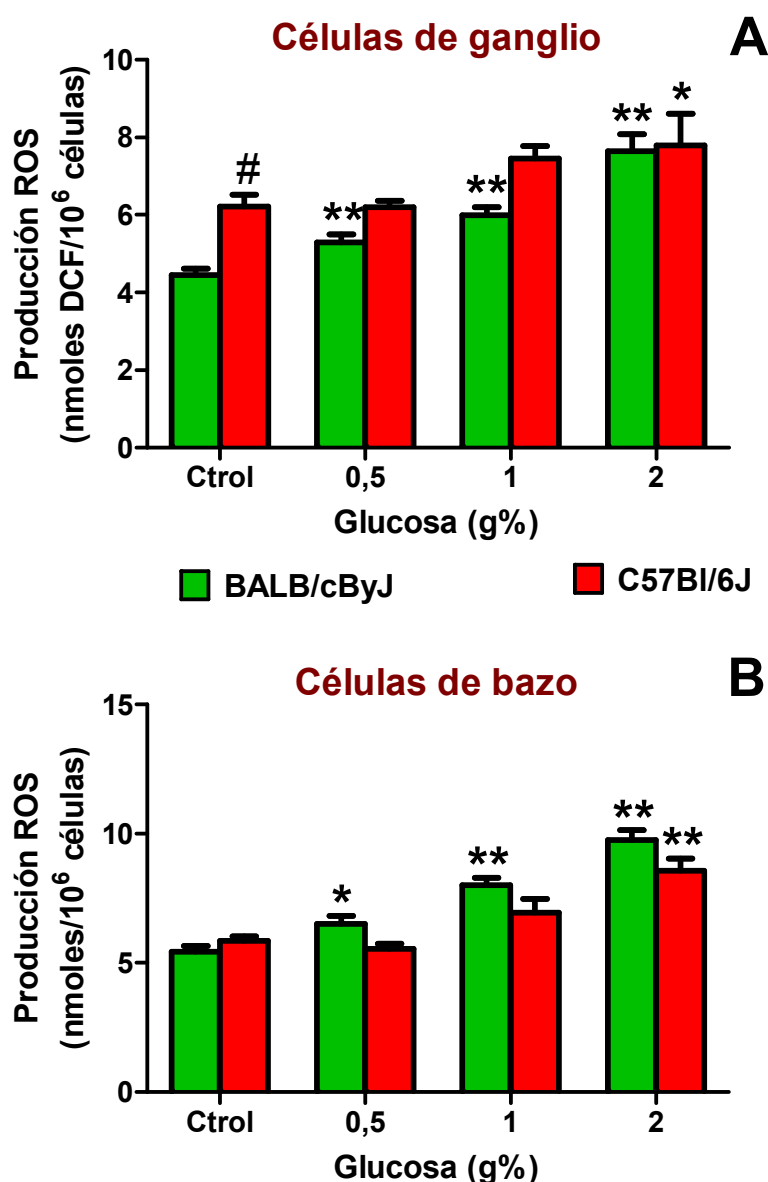 Células de ganglio
A
Producción ROS
(nmoles DCF/10⁶ células)
10
8
6
4
2
0
#
**
**
**
*
Ctrol
0,5
1
2
Glucosa (g%)
BALB/cByJ
C57Bl/6J
Células de bazo
B
Producción ROS
(nmoles/10⁶ células)
15
10
5
0
*
**
**
**
Ctrol
0,5
1
2
Glucosa (g%)